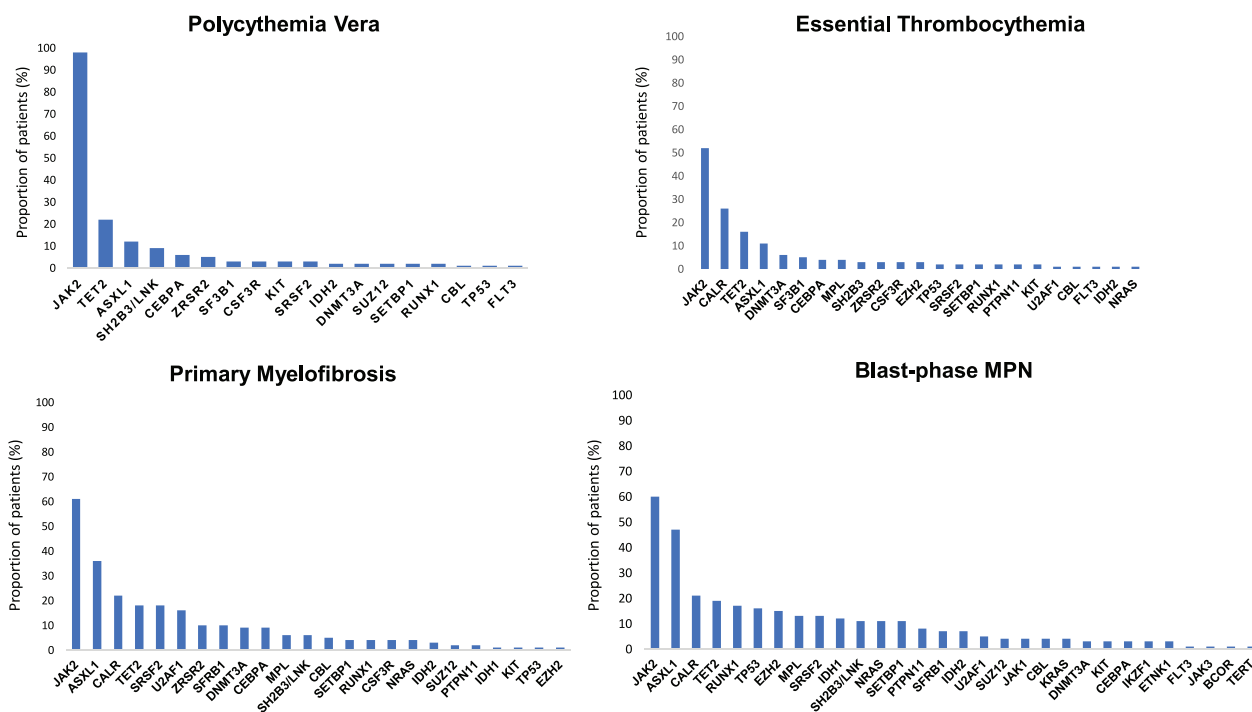 Polycythemia Vera
Proportion of patients (%)
100
90
80
70
60
50
40
30
20
10
0
JAK2
TET2
ASXL1
SH2B3/LNK
CEBPA
ZRSR2
SF3B1
CSF3R
KIT
SRSF2
IDH2
DNMT3A
SUZ12
SETBP1
RUNX1
CBL
TP53
FLT3
Essential Thrombocythemia
Proportion of patients (%)
100
90
80
70
60
50
40
30
20
10
0
JAK2
CALR
TET2
ASXL1
DNMT3A
SF3B1
CEBPA
MPL
SH2B3
ZRSR2
CSF3R
EZH2
TP53
SRSF2
SETBP1
RUNX1
PTPN11
KIT
U2AF1
CBL
FLT3
IDH2
NRAS
Primary Myelofibrosis
Proportion of patients (%)
100
90
80
70
60
50
40
30
20
10
0
JAK2
ASXL1
CALR
TET2
SRSF2
U2AF1
ZRSR2
SFRB1
DNMT3A
CEBPA
MPL
SH2B3/LNK
CBL
SETBP1
RUNX1
CSF3R
NRAS
IDH2
SUZ12
PTPN11
IDH1
KIT
TP53
EZH2
Blast-phase MPN
Proportion of patients (%)
100
90
80
70
60
50
40
30
20
10
0
JAK2
ASXL1
CALR
TET2
RUNX1
TP53
EZH2
MPL
SRSF2
IDH1
SH2B3/LNK
NRAS
SETBP1
PTPN11
SFRB1
IDH2
U2AF1
SUZ12
JAK1
CBL
KRAS
DNMT3A
KIT
CEBPA
IKZF1
ETNK1
FLT3
JAK3
BCOR
TERT